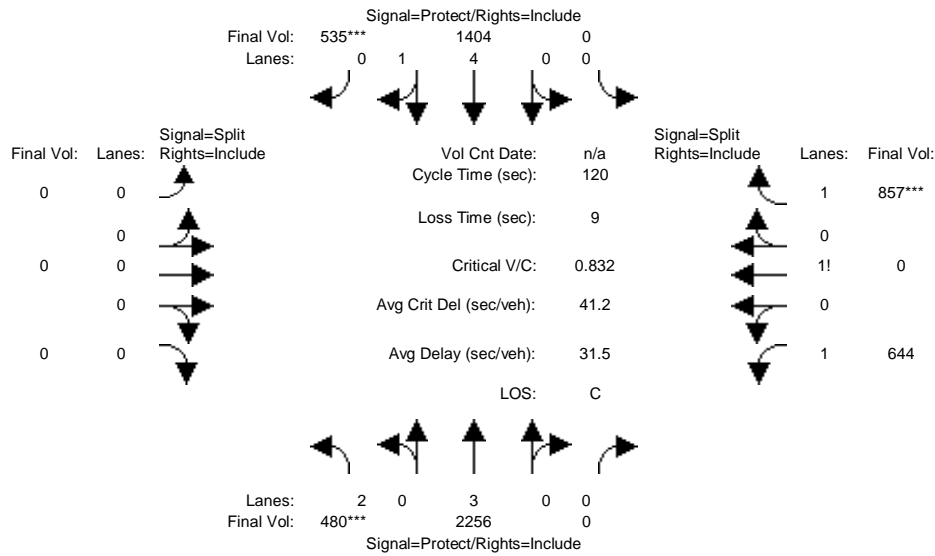 Signal=Protect/Rights=Include
Final Vol: 535*** 1404 0
Lanes: 0 1 4 0 0
Signal=Split
Final Vol: Lanes: Rights=Include
Vol Cnt Date: n/a
Signal=Split
Rights=Include Lanes: Final Vol:
Cycle Time (sec): 120
0 0
1 857***
Loss Time (sec): 9
0
0
0 0
Critical V/C: 0.832
1! 0
0
Avg Crit Del (sec/veh): 41.2
0
0 0
Avg Delay (sec/veh): 31.5
1 644
LOS: C
Lanes: 2 0 3 0 0
Final Vol: 480*** 2256 0
Signal=Protect/Rights=Include